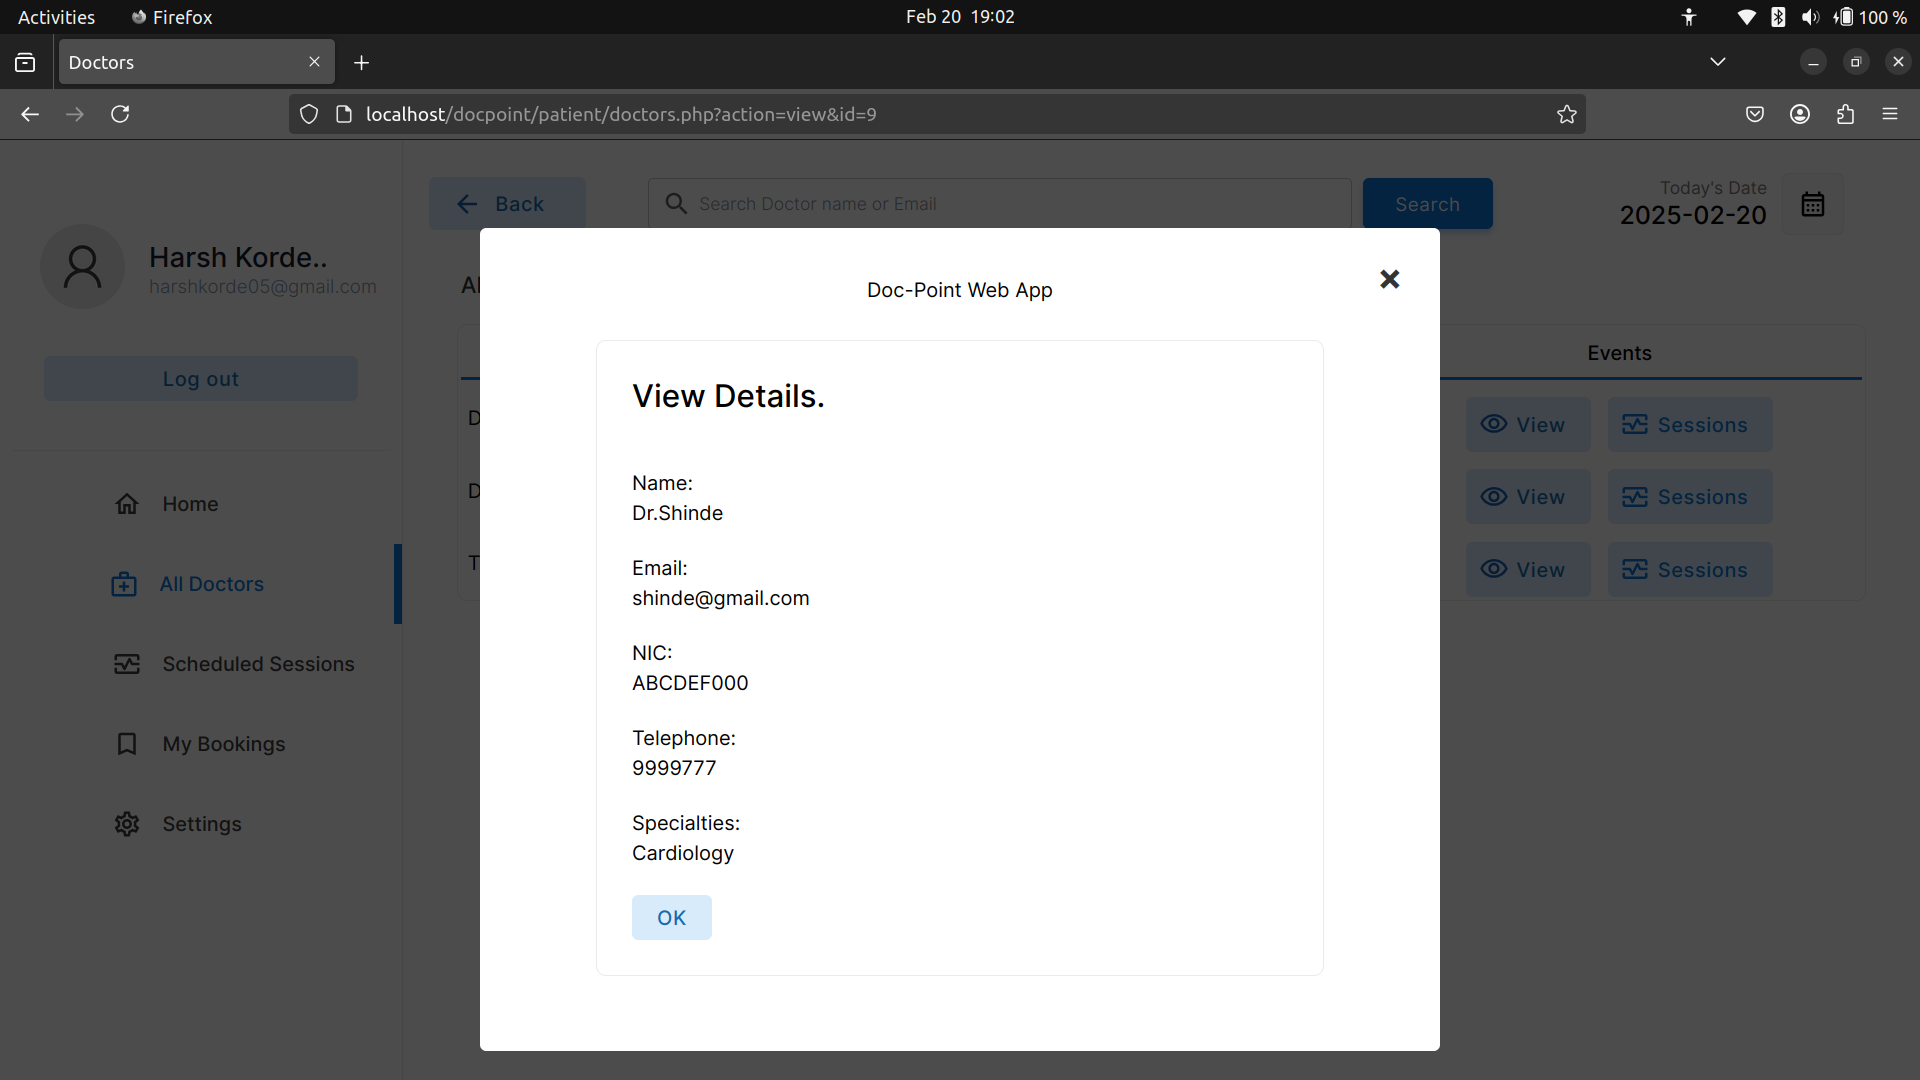 Activities
Firefox
Feb 20 19:02
100 %
Doctors
localhost/docpoint/patient/doctors.php?action=view&id=9
Harsh Korde..
harshkorde05@gmail.com
Log out
Home
All Doctors
Scheduled Sessions
My Bookings
Settings
Back
Search Doctor name or Email
Search
Today's Date
2025-02-20
Events
View Sessions
View Sessions
View Sessions
Doc-Point Web App
View Details.
Name:
Dr.Shinde
Email:
shinde@gmail.com
NIC:
ABCDEF000
Telephone:
9999777
Specialties:
Cardiology
OK